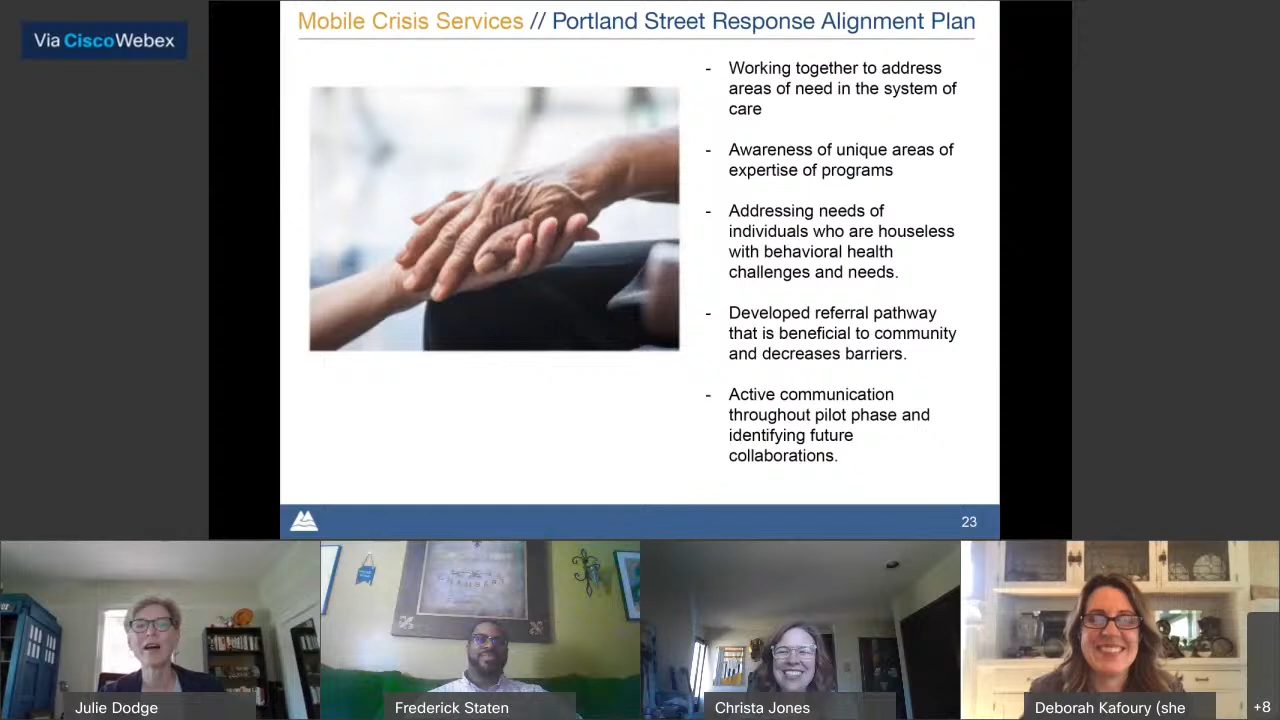 Via Cisco Webex
Mobile Crisis Services // Portland Street Response Alignment Plan
- Working together to address
areas of need in the system of
care
- Awareness of unique areas of
expertise of programs
- Addressing needs of
individuals who are houseless
with behavioral health
challenges and needs.
- Developed referral pathway
that is beneficial to community
and decreases barriers.
- Active communication
throughout pilot phase and
identifying future
collaborations.
23
Julie Dodge
Frederick Staten
Christa Jones
Deborah Kafoury (she
+8